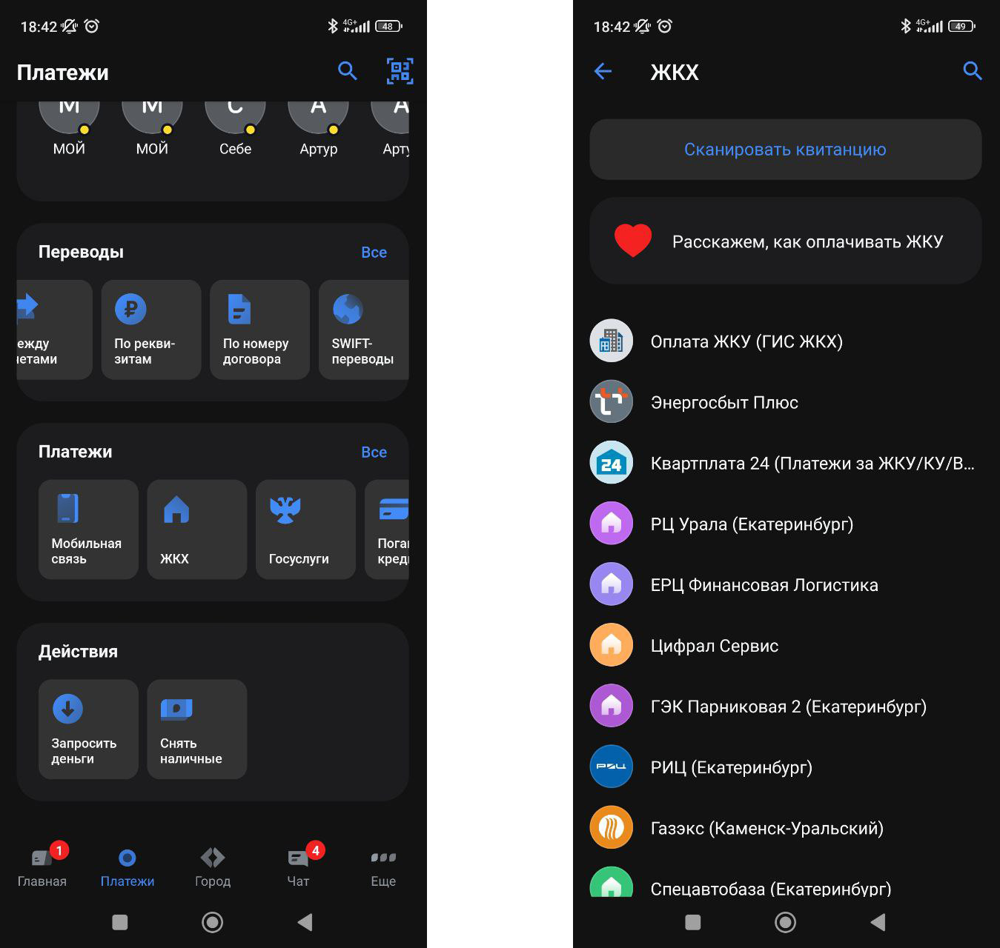 18:42
4G+
48
Платежи
М
М
С
А
А
МОЙ
МОЙ
Себе
Артур
Арту
Переводы
Все
ежду
четами
По рекви-
зитам
По номеру
договора
SWIFT-
переводы
Платежи
Все
Мобильная
связь
ЖКХ
Госуслуги
Пога
кред
Действия
Запросить
деньги
Снять
наличные
1
4
Главная
Платежи
Город
Чат
Еще
18:42
4G+
49
ЖКХ
Сканировать квитанцию
Расскажем, как оплачивать ЖКУ
Оплата ЖКУ (ГИС ЖКХ)
Энергосбыт Плюс
24
Квартплата 24 (Платежи за ЖКУ/КУ/В...
РЦ Урала (Екатеринбург)
ЕРЦ Финансовая Логистика
Цифрал Сервис
ГЭК Парниковая 2 (Екатеринбург)
РИЦ (Екатеринбург)
Газэкс (Каменск-Уральский)
Спецавтобаза (Екатеринбург)